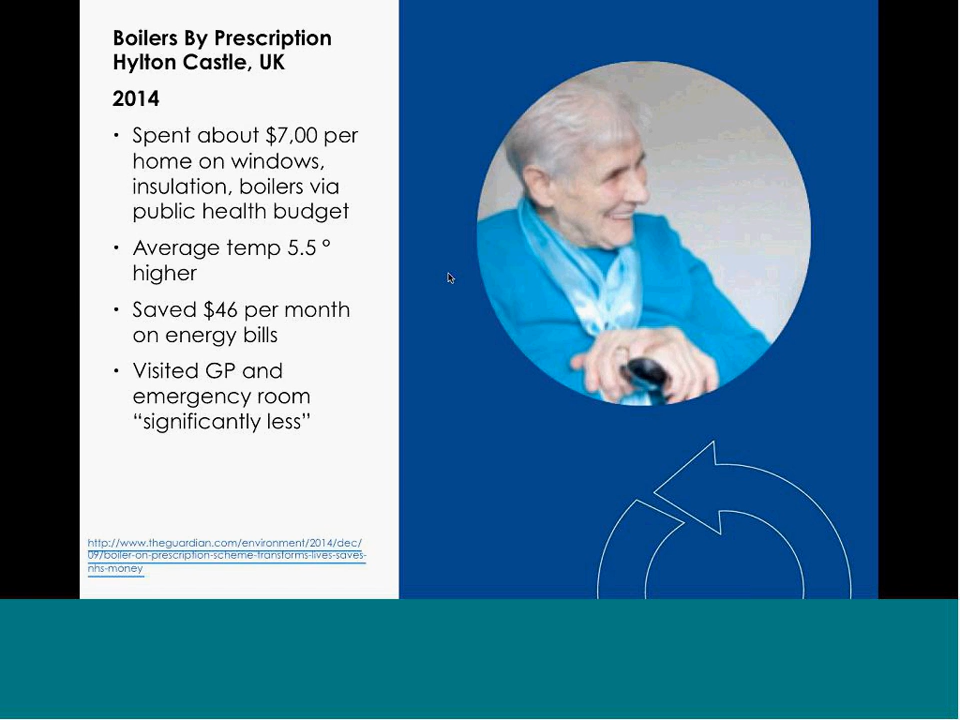 Boilers By Prescription
Hylton Castle, UK
2014
• Spent about $7,00 per
home on windows,
insulation, boilers via
public health budget
• Average temp 5.5 °
higher
• Saved $46 per month
on energy bills
• Visited GP and
emergency room
“significantly less”
http://www.theguardian.com/environment/2014/dec/
09/boiler-on-prescription-scheme-transforms-lives-saves-
nhs-money